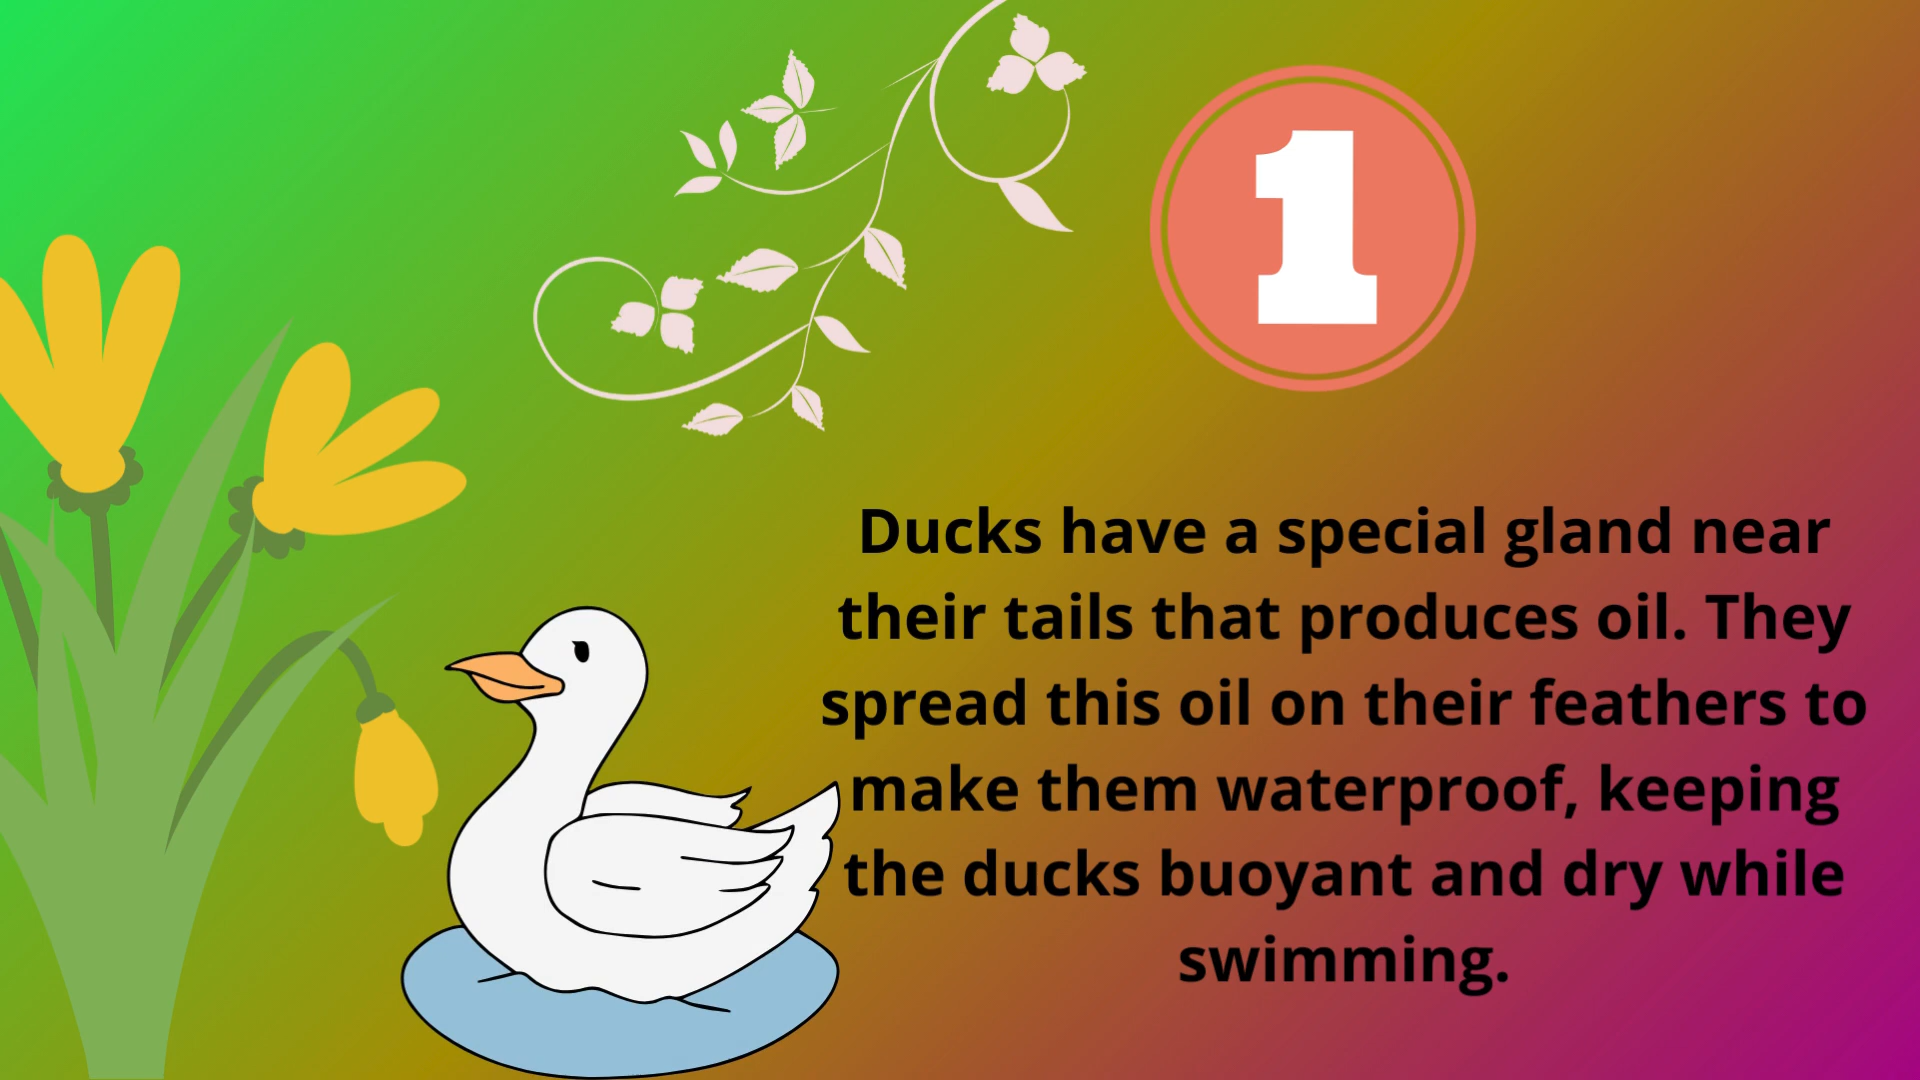 1
Ducks have a special gland near
their tails that produces oil. They
spread this oil on their feathers to
make them waterproof, keeping
the ducks buoyant and dry while
swimming.